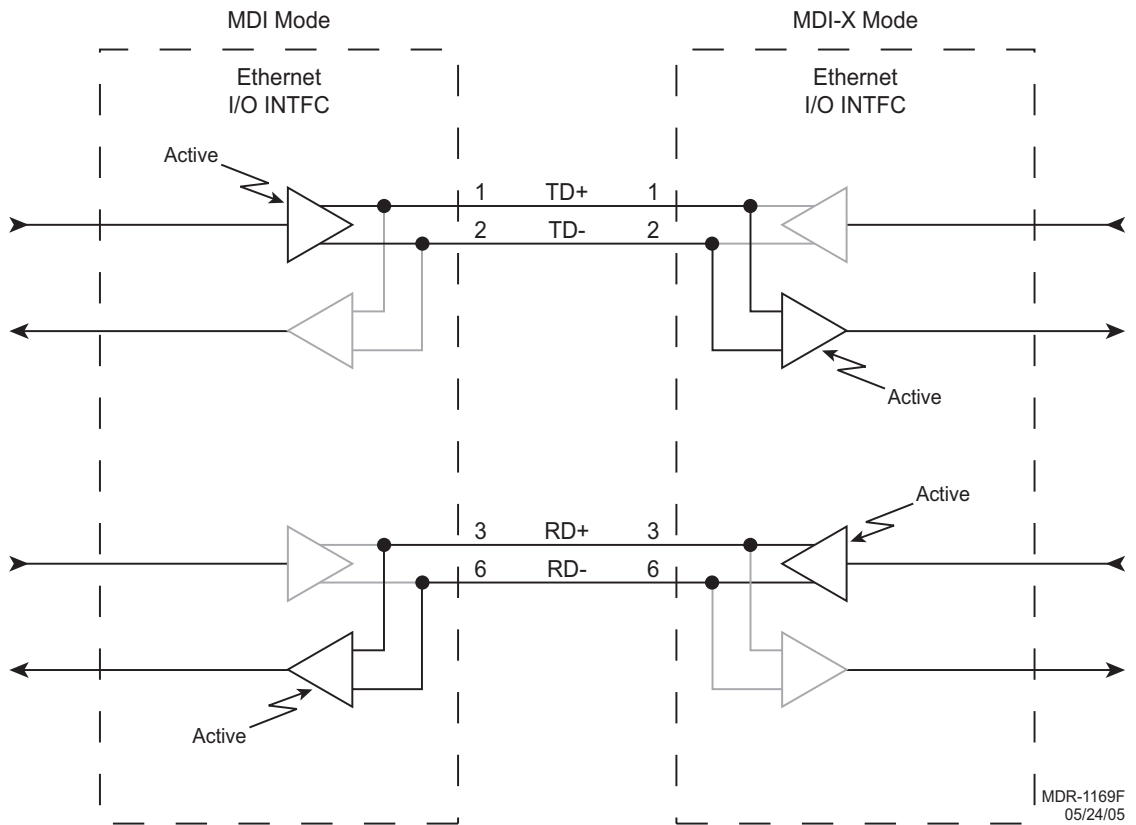 MDI Mode
MDI-X Mode
Ethernet
I/O INTFC
Ethernet
I/O INTFC
Active
1 TD+ 1
2 TD- 2
Active
Active
3 RD+ 3
6 RD- 6
Active
MDR-1169F
05/24/05